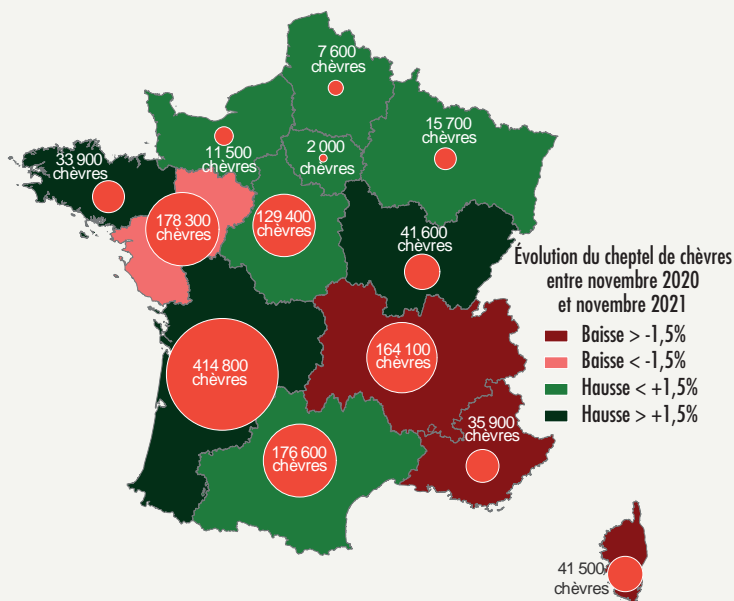 7 600
chèvres
15 700
chèvres
2 000
chèvres
11 500
chèvres
33 900
chèvres
178 300
chèvres
129 400
chèvres
41 600
chèvres
Évolution du cheptel de chèvres
entre novembre 2020
et novembre 2021
Baisse > -1,5%
Baisse < -1,5%
Hausse < +1,5%
Hausse > +1,5%
164 100
chèvres
414 800
chèvres
35 900
chèvres
176 600
chèvres
41 500
chèvres